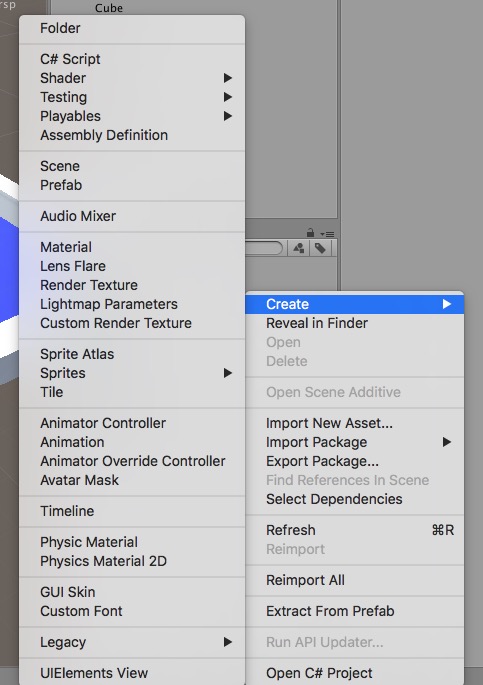 rsp
Cube
Folder
C# Script
Shader
Testing
Playables
Assembly Definition
Scene
Prefab
Audio Mixer
Material
Lens Flare
Render Texture
Lightmap Parameters
Custom Render Texture
Sprite Atlas
Sprites
Tile
Animator Controller
Animation
Animator Override Controller
Avatar Mask
Timeline
Physic Material
Physics Material 2D
GUI Skin
Custom Font
Legacy
UIElements View
Create
Reveal in Finder
Open
Delete
Open Scene Additive
Import New Asset...
Import Package
Export Package...
Find References In Scene
Select Dependencies
Refresh ⌘R
Reimport
Reimport All
Extract From Prefab
Run API Updater...
Open C# Project